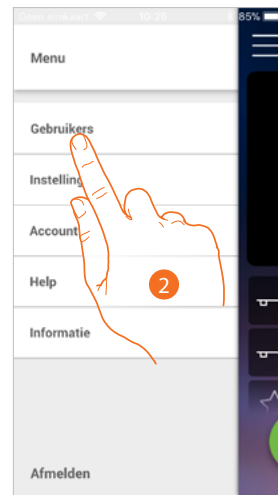 Geen simkaart 10:26 85%
Menu
Gebruikers
Instelling
Account
Help
2
Informatie
Afmelden